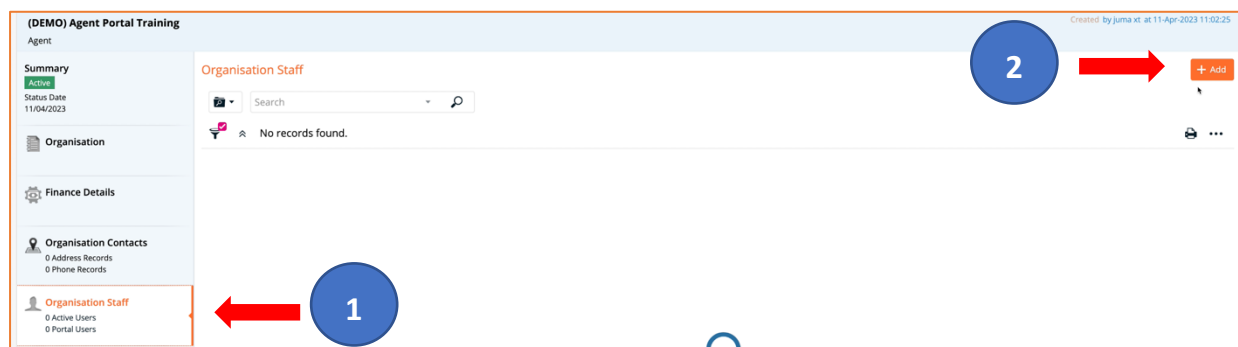 (DEMO) Agent Portal Training
Created by juma xt at 11-Apr-2023 11:02:25
Agent
Summary
Active
Status Date
11/04/2023
Organisation
Finance Details
Organisation Contacts
0 Address Records
0 Phone Records
Organisation Staff
0 Active Users
0 Portal Users
Organisation Staff
+ Add
Search
No records found.
1
2